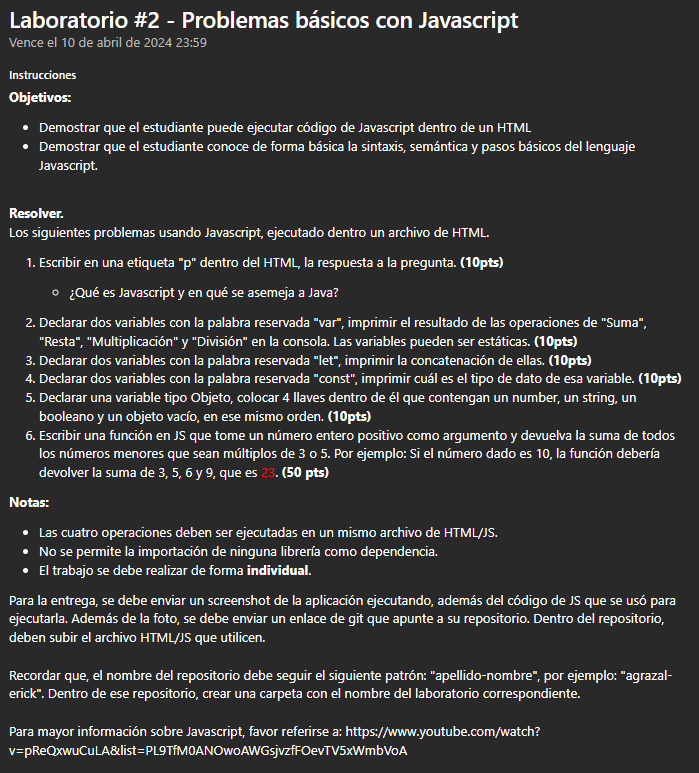 Laboratorio #2 - Problemas básicos con Javascript
Vence el 10 de abril de 2024 23:59
Instrucciones
Objetivos:
• Demostrar que el estudiante puede ejecutar código de Javascript dentro de un HTML
• Demostrar que el estudiante conoce de forma básica la sintaxis, semántica y pasos básicos del lenguaje
Javascript.
Resolver.
Los siguientes problemas usando Javascript, ejecutado dentro un archivo de HTML.
1. Escribir en una etiqueta "p" dentro del HTML, la respuesta a la pregunta. (10pts)
○ ¿Qué es Javascript y en qué se asemeja a Java?
2. Declarar dos variables con la palabra reservada "var", imprimir el resultado de las operaciones de "Suma",
"Resta", "Multiplicación" y "División" en la consola. Las variables pueden ser estáticas. (10pts)
3. Declarar dos variables con la palabra reservada "let", imprimir la concatenación de ellas. (10pts)
4. Declarar dos variables con la palabra reservada "const", imprimir cuál es el tipo de dato de esa variable. (10pts)
5. Declarar una variable tipo Objeto, colocar 4 llaves dentro de él que contengan un number, un string, un
booleano y un objeto vacío, en ese mismo orden. (10pts)
6. Escribir una función en JS que tome un número entero positivo como argumento y devuelva la suma de todos
los números menores que sean múltiplos de 3 o 5. Por ejemplo: Si el número dado es 10, la función debería
devolver la suma de 3, 5, 6 y 9, que es 23. (50 pts)
Notas:
• Las cuatro operaciones deben ser ejecutadas en un mismo archivo de HTML/JS.
• No se permite la importación de ninguna librería como dependencia.
• El trabajo se debe realizar de forma individual.
Para la entrega, se debe enviar un screenshot de la aplicación ejecutando, además del código de JS que se usó para
ejecutarla. Además de la foto, se debe enviar un enlace de git que apunte a su repositorio. Dentro del repositorio,
deben subir el archivo HTML/JS que utilicen.
Recordar que, el nombre del repositorio debe seguir el siguiente patrón: "apellido-nombre", por ejemplo: "agrazal-
erick". Dentro de ese repositorio, crear una carpeta con el nombre del laboratorio correspondiente.
Para mayor información sobre Javascript, favor referirse a: https://www.youtube.com/watch?
v=pReQxwuCuLA&list=PL9TfM0ANOwoAWGsjvzfFOevTV5xWmbVoA